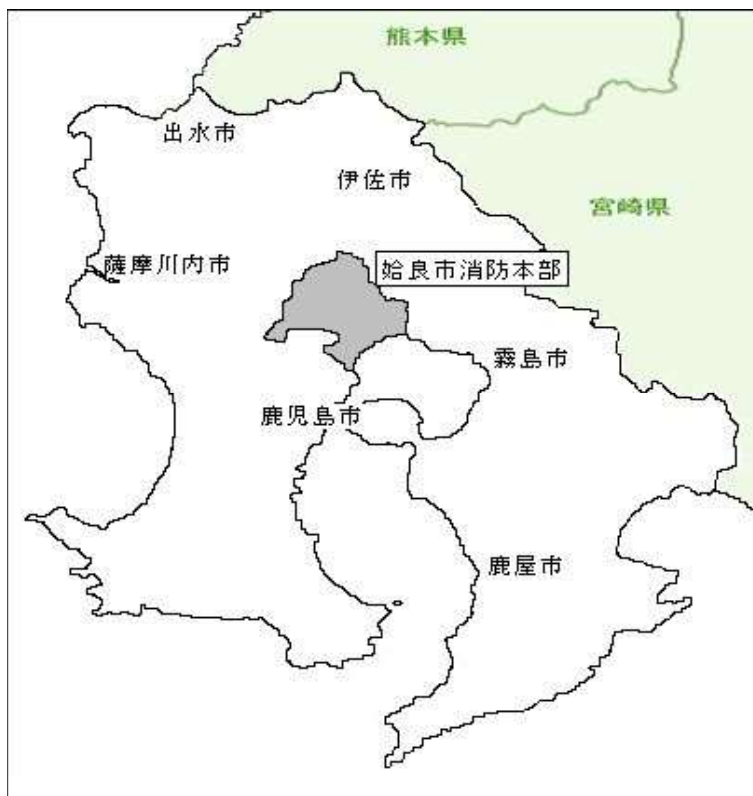 熊本県
出水市
伊佐市
宮崎県
薩摩川内市
姶良市消防本部
霧島市
鹿児島市
鹿屋市